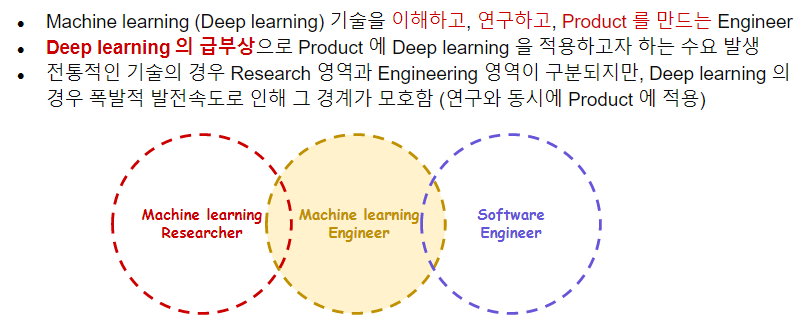 ● Machine learning (Deep learning) 기술을 이해하고, 연구하고, Product 를 만드는 Engineer
● Deep learning 의 급부상으로 Product 에 Deep learning 을 적용하고자 하는 수요 발생
● 전통적인 기술의 경우 Research 영역과 Engineering 영역이 구분되지만, Deep learning 의
경우 폭발적 발전속도로 인해 그 경계가 모호함 (연구와 동시에 Product 에 적용)
Machine learning
Researcher
Machine learning
Engineer
Software
Engineer